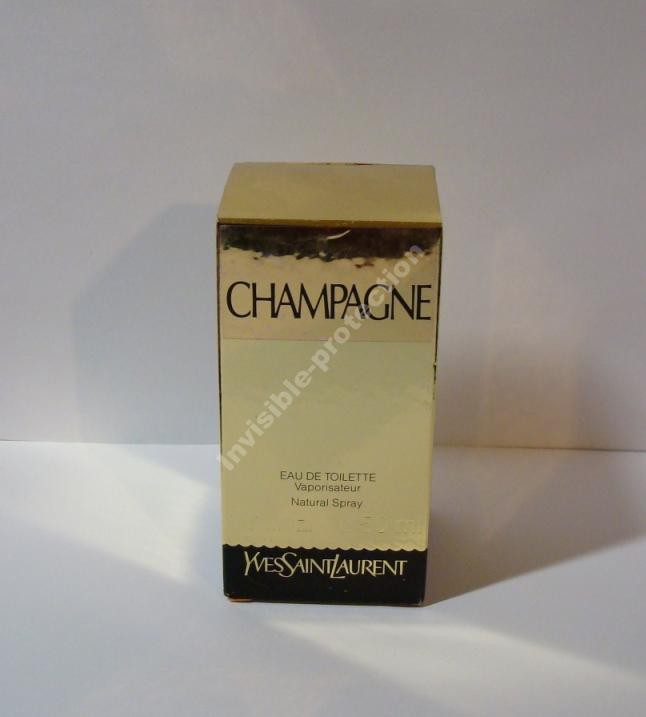 CHAMPAGNE
Invisible-protection
EAU DE TOILETTE
Vaporisateur
Natural Spray
YVESSAINTLAURENT